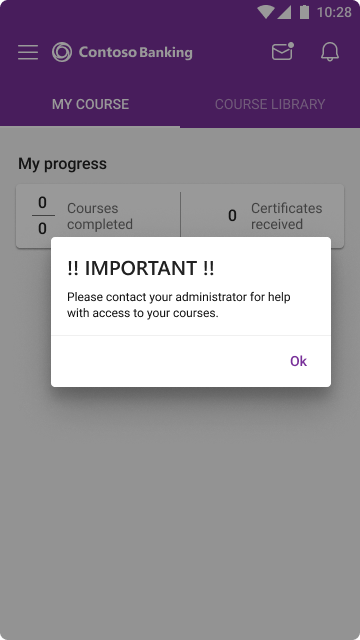 10:28
Contoso Banking
MY COURSE
COURSE LIBRARY
My progress
0
0
Courses
completed
0
Certificates
received
!! IMPORTANT !!
Please contact your administrator for help
with access to your courses.
Ok